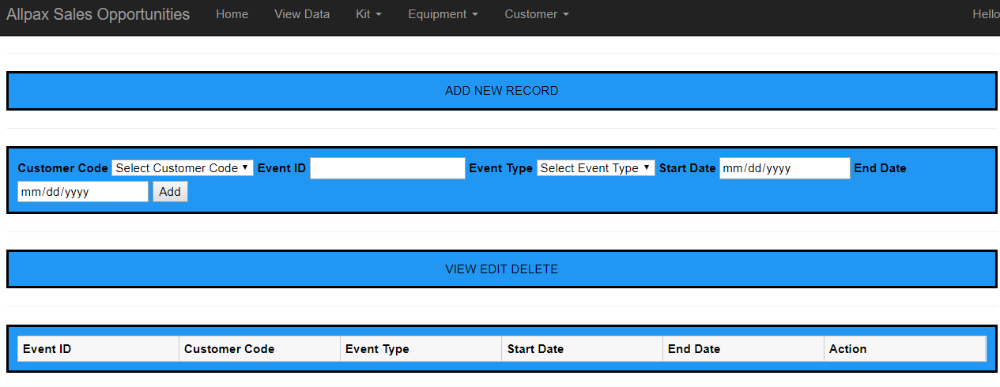 Allpax Sales Opportunities Home View Data Kit Equipment Customer Hello
ADD NEW RECORD
Customer Code Select Customer Code Event ID Event Type Select Event Type Start Date mm/dd/yyyy End Date
mm/dd/yyyy Add
VIEW EDIT DELETE
Event ID Customer Code Event Type Start Date End Date Action